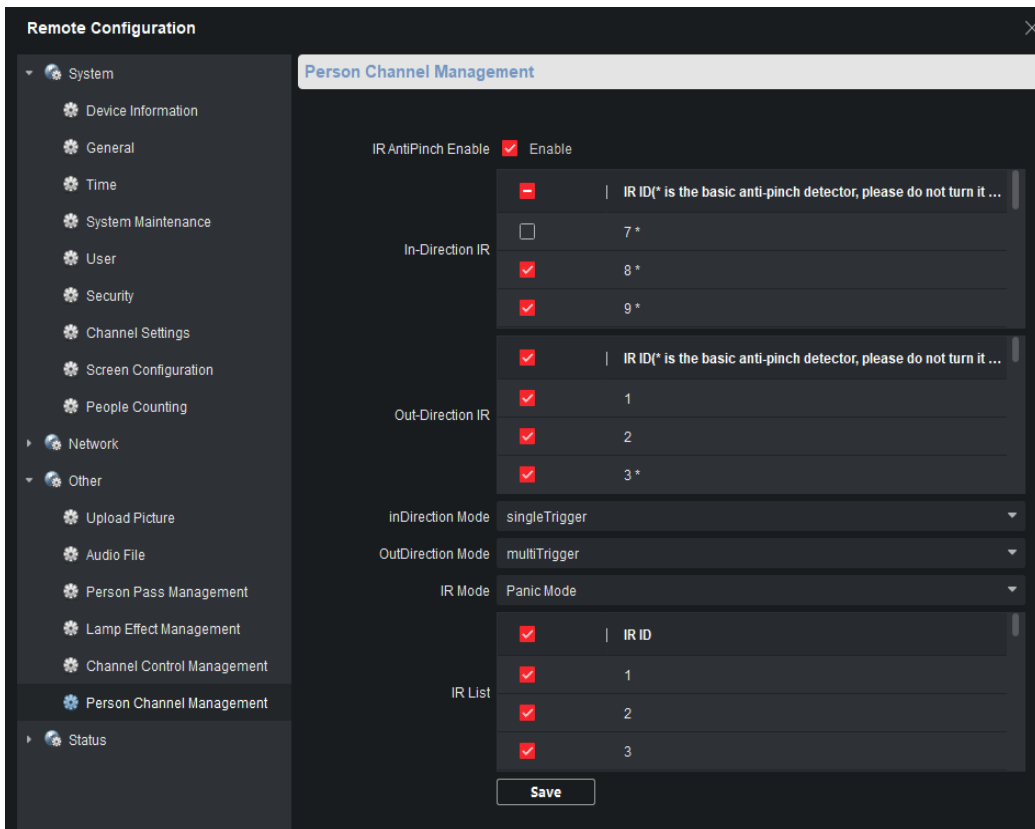 Remote Configuration
System
Device Information
General
Time
System Maintenance
User
Security
Channel Settings
Screen Configuration
People Counting
Network
Other
Upload Picture
Audio File
Person Pass Management
Lamp Effect Management
Channel Control Management
Person Channel Management
Status
Person Channel Management
IR AntiPinch Enable Enable
In-Direction IR
| IR ID(* is the basic anti-pinch detector, please do not turn it ...
7 *
8 *
9 *
Out-Direction IR
| IR ID(* is the basic anti-pinch detector, please do not turn it ...
1
2
3 *
inDirection Mode singleTrigger
OutDirection Mode multiTrigger
IR Mode Panic Mode
IR List
| IR ID
1
2
3
Save